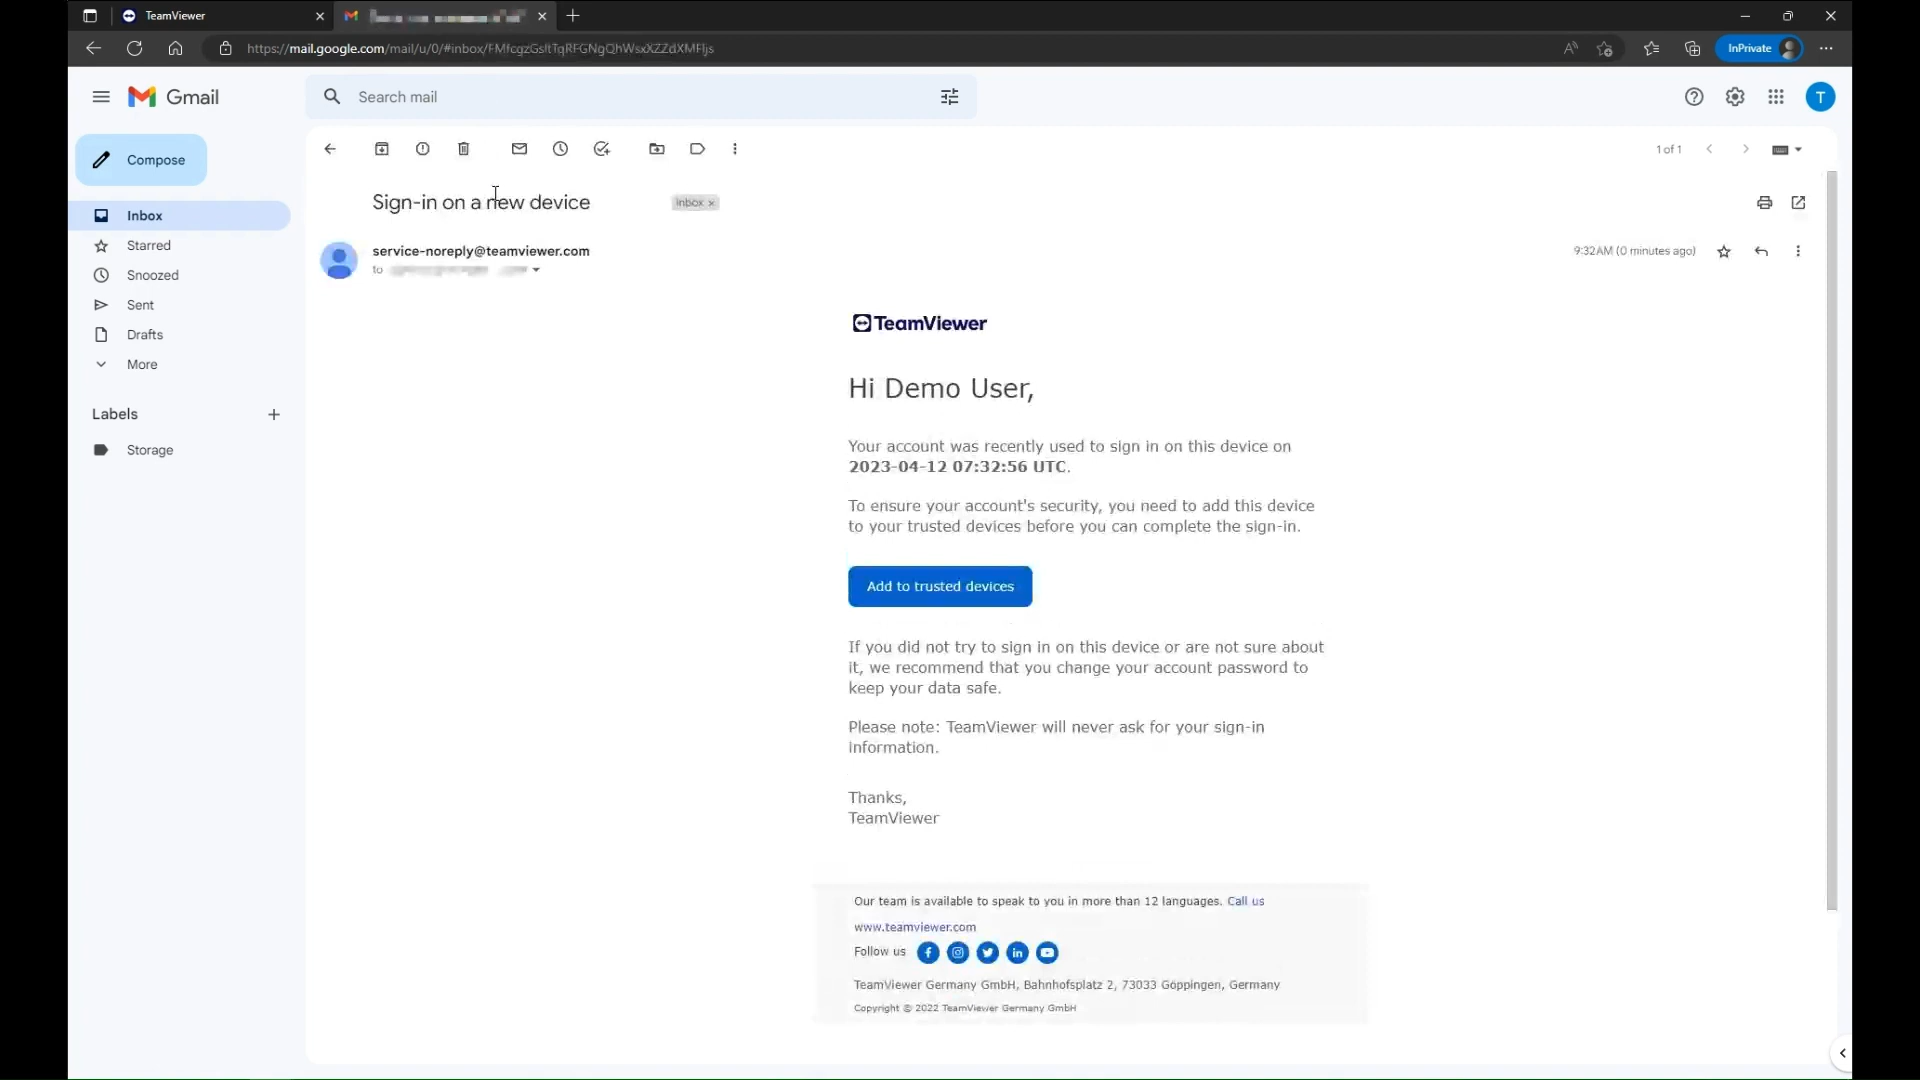 TeamViewer
https://mail.google.com/mail/u/0/#inbox/FMfcgzGsltTqRFGNgQhWsxXZZdXMFljs
InPrivate
Gmail
Search mail
T
Compose
1 of 1
Inbox
Starred
Snoozed
Sent
Drafts
More
Labels
Storage
Sign-in on a new device
Inbox ×
service-noreply@teamviewer.com
9:32AM (0 minutes ago)
to
TeamViewer
Hi Demo User,
Your account was recently used to sign in on this device on
2023-04-12 07:32:56 UTC.
To ensure your account's security, you need to add this device
to your trusted devices before you can complete the sign-in.
Add to trusted devices
If you did not try to sign in on this device or are not sure about
it, we recommend that you change your account password to
keep your data safe.
Please note: TeamViewer will never ask for your sign-in
information.
Thanks,
TeamViewer
Our team is available to speak to you in more than 12 languages. Call us
www.teamviewer.com
Follow us
TeamViewer Germany GmbH, Bahnhofsplatz 2, 73033 Göppingen, Germany
Copyright © 2022 TeamViewer Germany GmbH